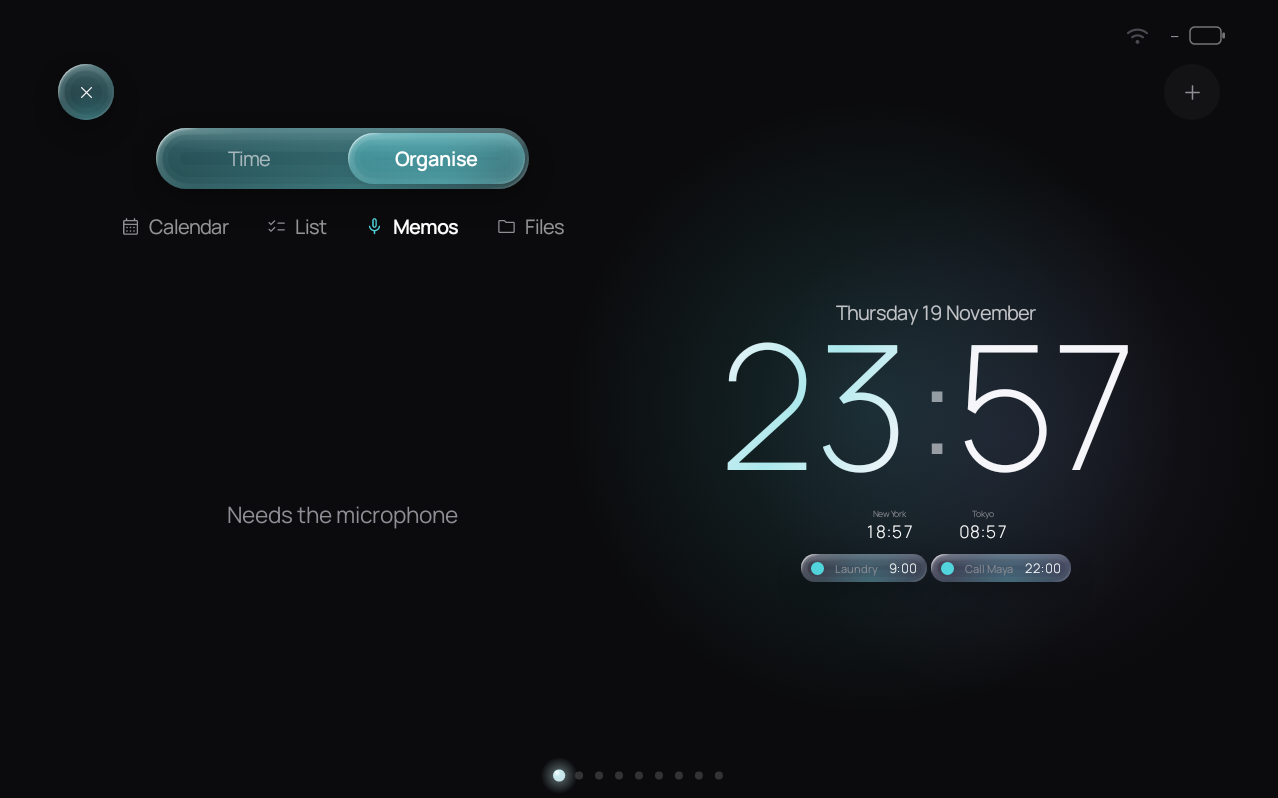 –
Time Organise
Calendar List Memos Files
Needs the microphone
Thursday 19 November
23:57
New York Tokyo
18:57 08:57
Laundry 9:00 Call Maya 22:00